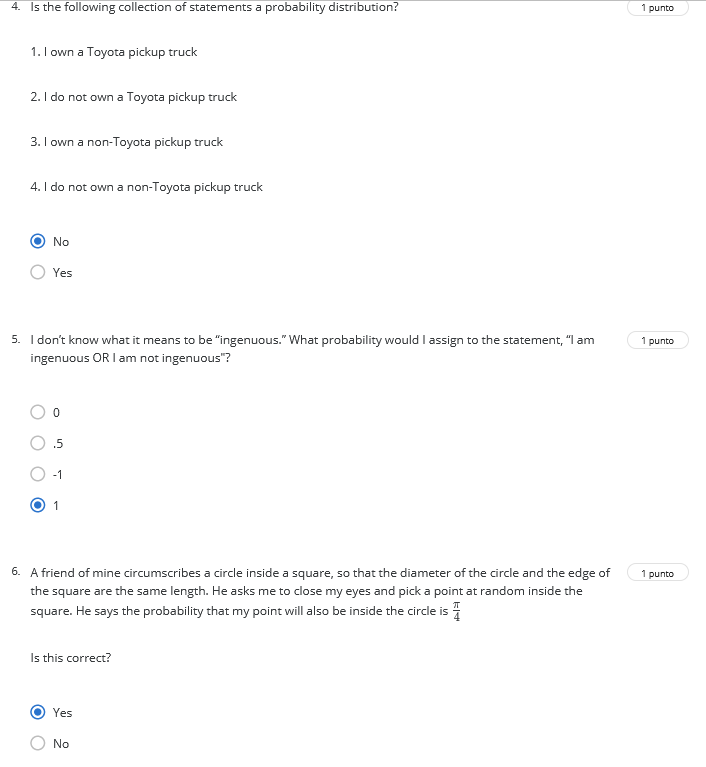 4. Is the following collection of statements a probability distribution?
1 punto
1. I own a Toyota pickup truck
2. I do not own a Toyota pickup truck
3. I own a non-Toyota pickup truck
4. I do not own a non-Toyota pickup truck
No
Yes
5. I don't know what it means to be “ingenuous.” What probability would I assign to the statement, “I am
1 punto
ingenuous OR I am not ingenuous”?
0
.5
-1
1
6. A friend of mine circumscribes a circle inside a square, so that the diameter of the circle and the edge of
1 punto
the square are the same length. He asks me to close my eyes and pick a point at random inside the
square. He says the probability that my point will also be inside the circle is π/4
Is this correct?
Yes
No